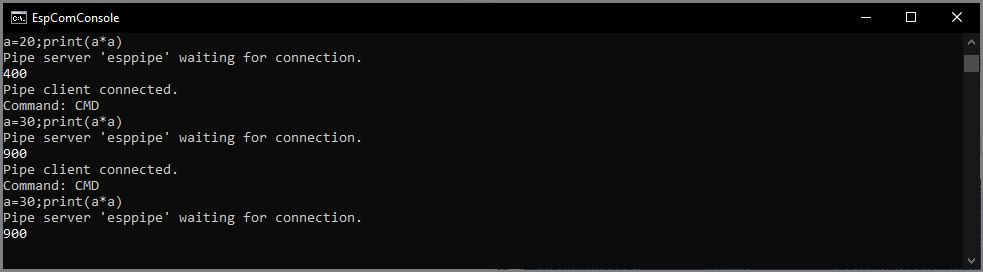 EspComConsole
a=20;print(a*a)
Pipe server 'esppipe' waiting for connection.
400
Pipe client connected.
Command: CMD
a=30;print(a*a)
Pipe server 'esppipe' waiting for connection.
900
Pipe client connected.
Command: CMD
a=30;print(a*a)
Pipe server 'esppipe' waiting for connection.
900